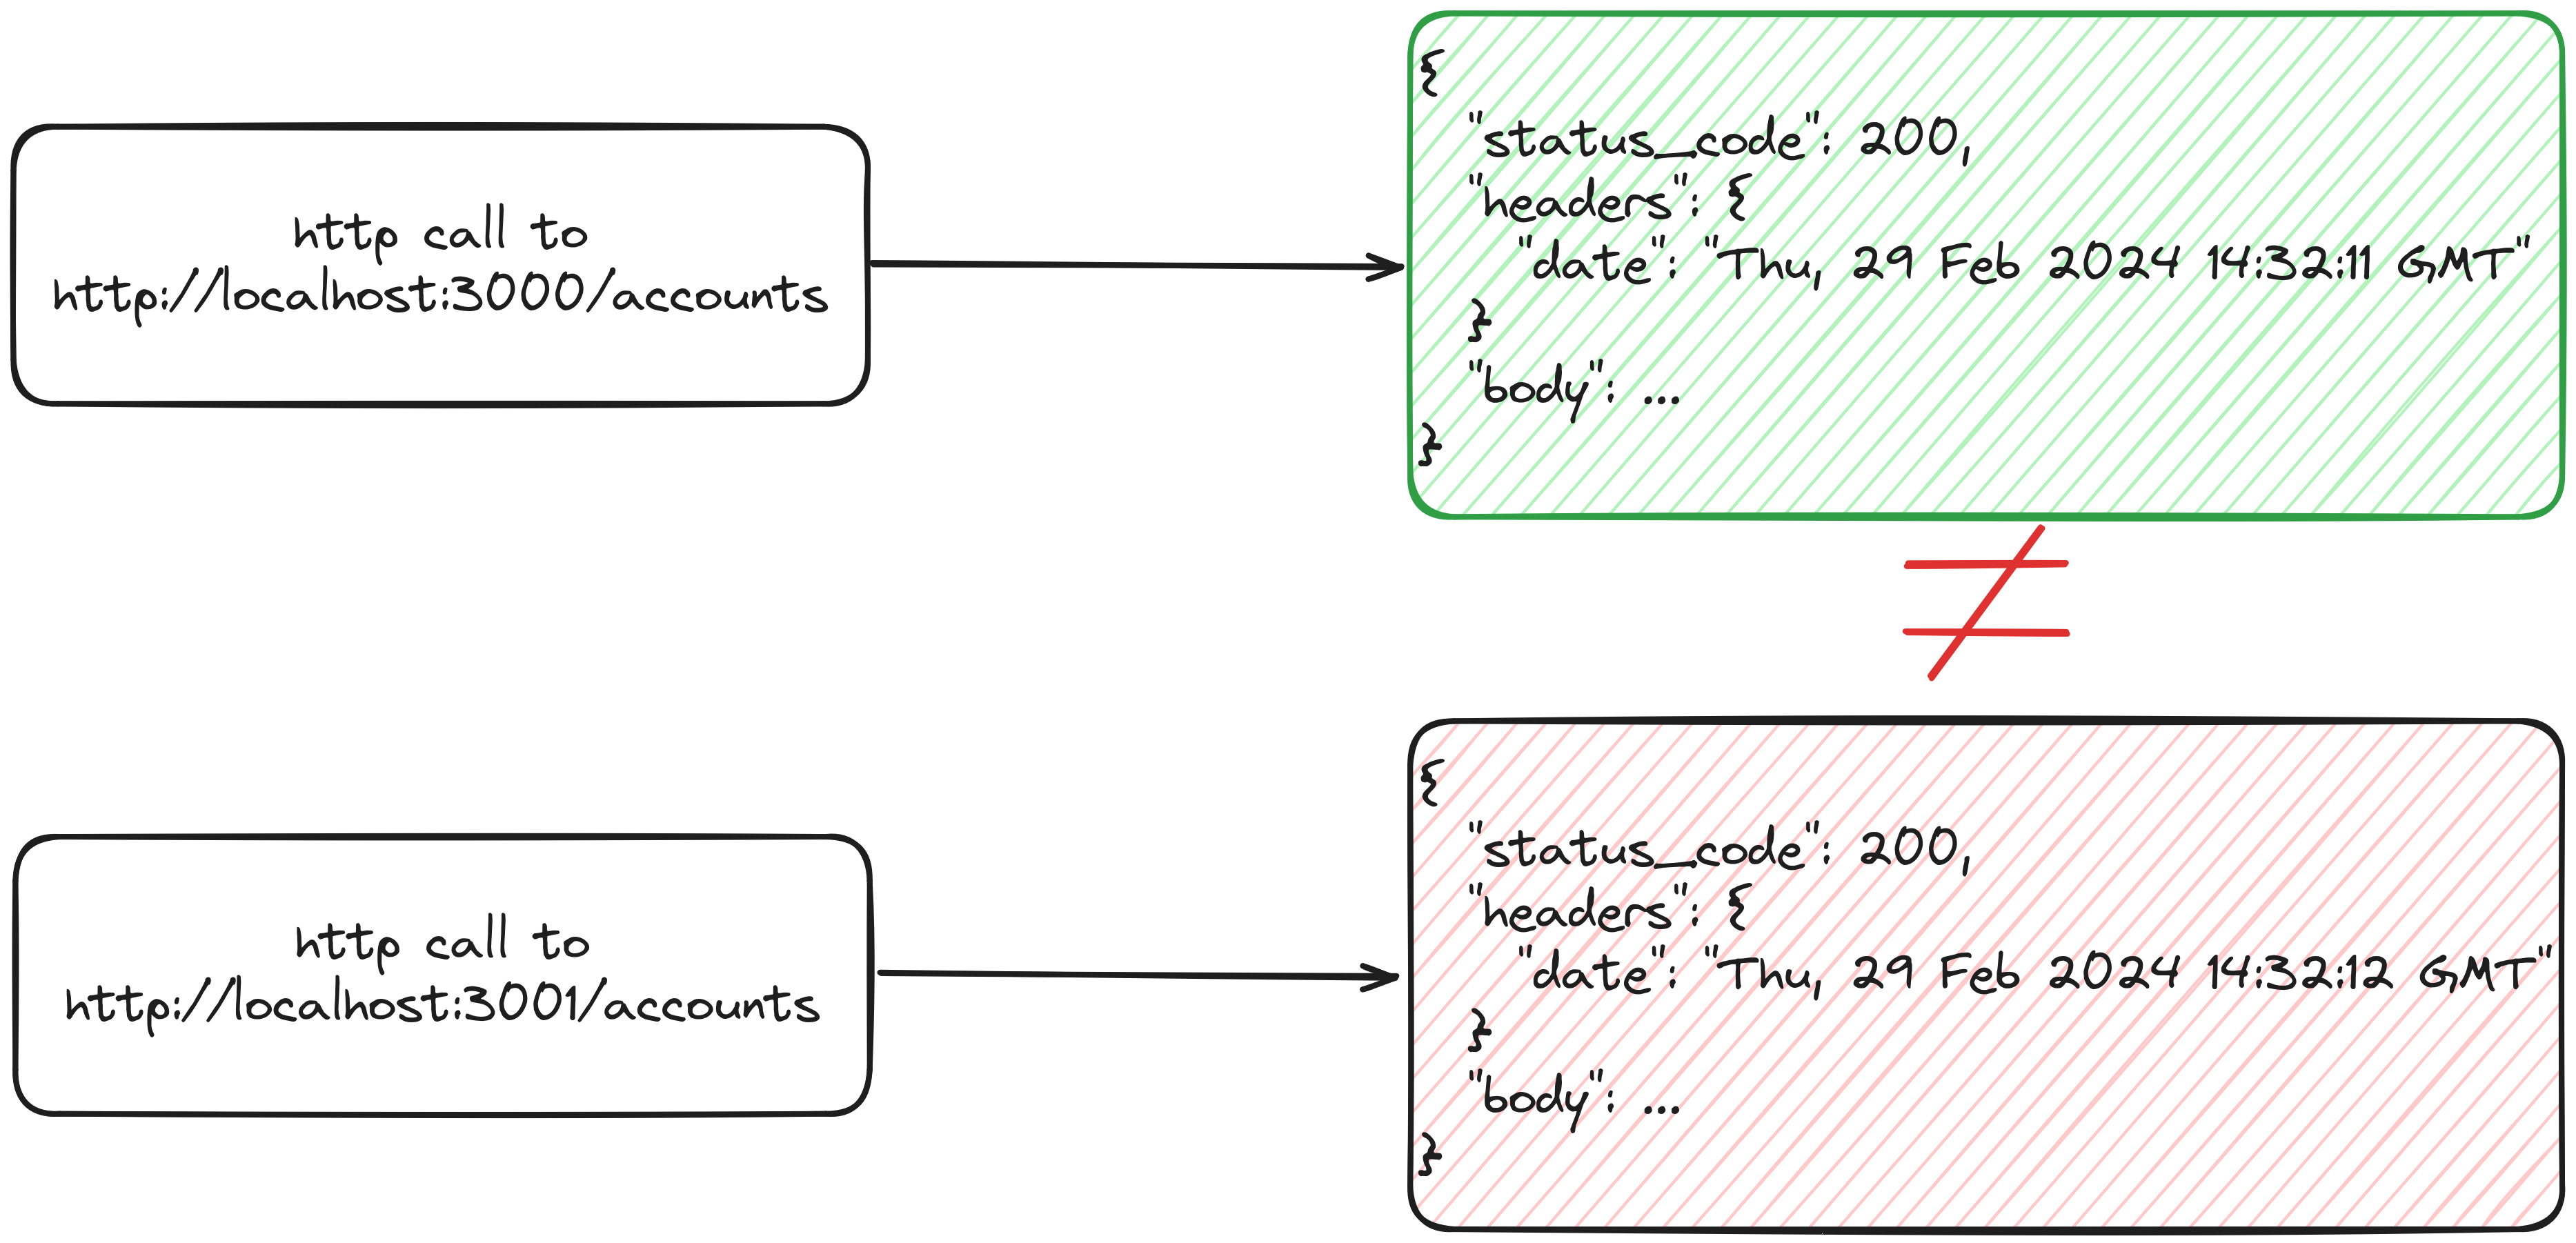 http call to
http://localhost:3000/accounts
{
"status_code": 200,
"headers": {
"date": "Thu, 29 Feb 2024 14:32:11 GMT"
}
"body": ...
}
≠
http call to
http://localhost:3001/accounts
{
"status_code": 200,
"headers": {
"date": "Thu, 29 Feb 2024 14:32:12 GMT"
}
"body": ...
}